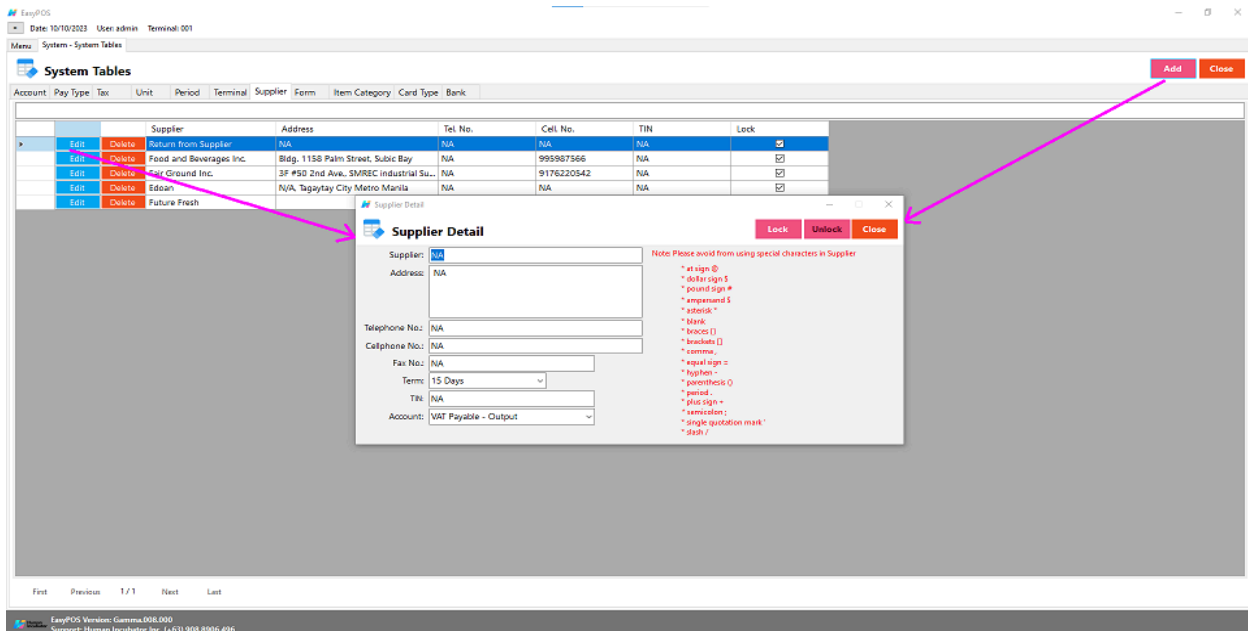 EasyPOS
Date: 10/10/2023 User: admin Terminal: 001
Menu System - System Tables
System Tables
Add Close
Account Pay Type Tax Unit Period Terminal Supplier Form Item Category Card Type Bank
Supplier Address Tel. No. Cell. No. TIN Lock
Edit Delete Return from Supplier NA NA NA NA
Edit Delete Food and Beverages Inc. Bldg. 1158 Palm Street, Subic Bay NA 995987566 NA
Edit Delete Fair Ground Inc. 3F #50 2nd Ave., SMREC industrial Su... NA 9176220542 NA
Edit Delete Edoan N/A, Tagaytay City Metro Manila NA NA NA
Edit Delete Future Fresh
Supplier Detail
Supplier Detail
Lock Unlock Close
Supplier: NA
Address: NA
Telephone No.: NA
Cellphone No.: NA
Fax No.: NA
Term: 15 Days
TIN: NA
Account: VAT Payable - Output
Note: Please avoid from using special characters in Supplier
* at sign @
* dollar sign $
* pound sign #
* ampersand $
* asterisk *
* blank
* braces {}
* brackets []
* comma ,
* equal sign =
* hyphen -
* parenthesis ()
* period .
* plus sign +
* semicolon ;
* single quotation mark '
* slash /
First Previous 1 / 1 Next Last
EasyPOS Version: Gamma.008.000
Support: Human Incubator Inc. (+63) 908 8906 496